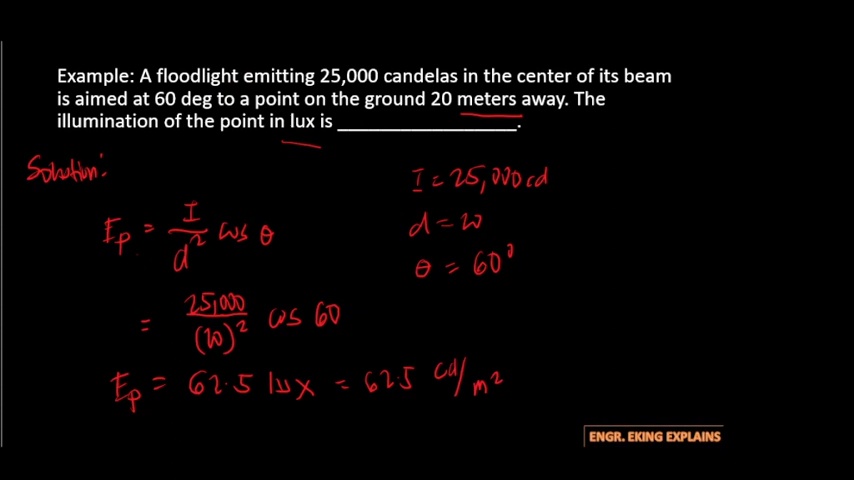 Example: A floodlight emitting 25,000 candelas in the center of its beam
is aimed at 60 deg to a point on the ground 20 meters away. The
illumination of the point in lux is _________________.
Solution:
I = 25,000 cd
d = 20
θ = 60°
Ep = I/d² cos θ
= 25,000/(20)² cos 60
Ep = 62.5 lux = 62.5 cd/m²
ENGR. EKING EXPLAINS